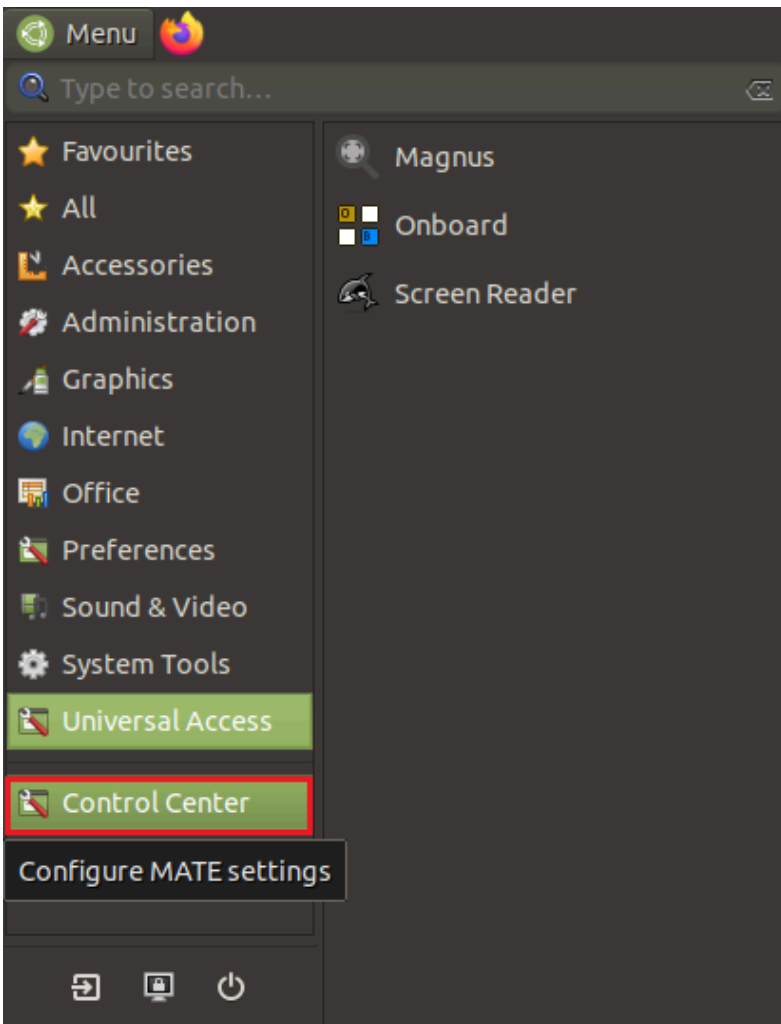 Menu
Type to search...
Favourites
All
Accessories
Administration
Graphics
Internet
Office
Preferences
Sound & Video
System Tools
Universal Access
Control Center
Configure MATE settings
Magnus
O
B
Onboard
Screen Reader